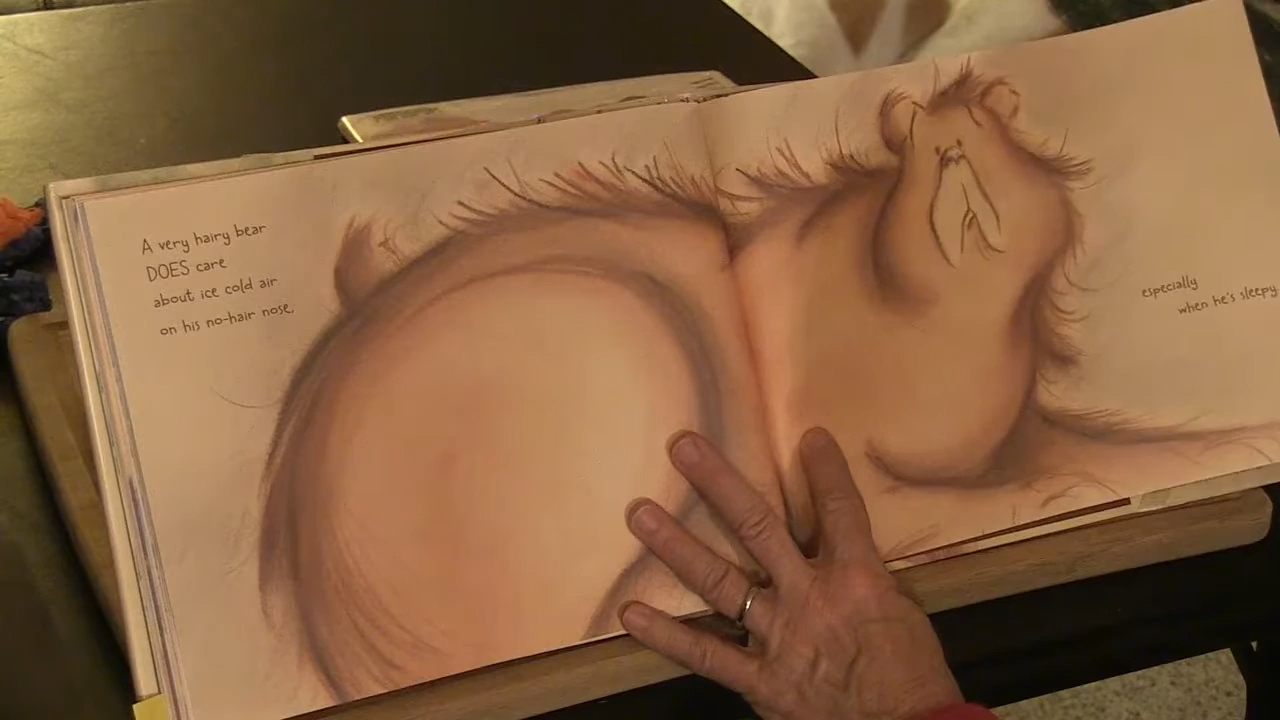 A very hairy bear
DOES care
about ice cold air
on his no-hair nose,
especially
when he's sleepy